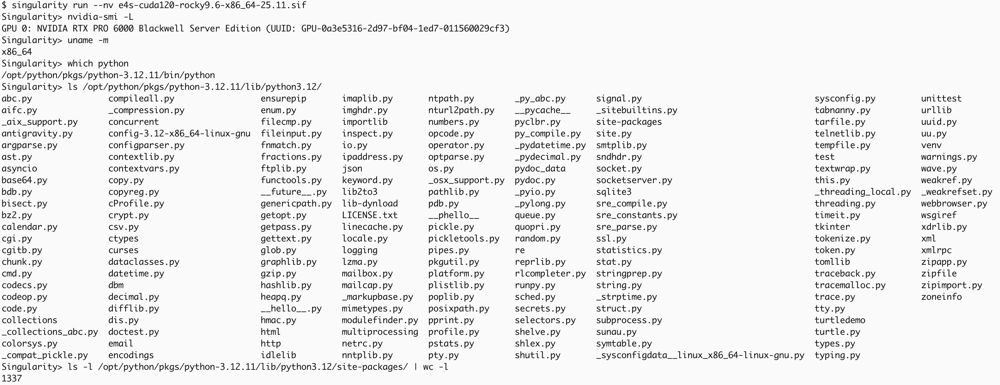 $ singularity run --nv e4s-cuda120-rocky9.6-x86_64-25.11.sif
Singularity> nvidia-smi -L
GPU 0: NVIDIA RTX PRO 6000 Blackwell Server Edition (UUID: GPU-0a3e5316-2d97-bf04-1ed7-011560029cf3)
Singularity> uname -m
x86_64
Singularity> which python
/opt/python/pkgs/python-3.12.11/bin/python
Singularity> ls /opt/python/pkgs/python-3.12.11/lib/python3.12/
abc.py compileall.py ensurepip imaplib.py ntpath.py _py_abc.py signal.py sysconfig.py unittest
aifc.py _compression.py enum.py imghdr.py nturl2path.py __pycache__ _sitebuiltins.py tabnanny.py urllib
_aix_support.py concurrent filecmp.py importlib numbers.py pyclbr.py site-packages tarfile.py uuid.py
antigravity.py config-3.12-x86_64-linux-gnu fileinput.py inspect.py opcode.py py_compile.py site.py telnetlib.py uu.py
argparse.py configparser.py fnmatch.py io.py operator.py _pydatetime.py smtplib.py tempfile.py venv
ast.py contextlib.py fractions.py ipaddress.py optparse.py _pydecimal.py sndhdr.py test warnings.py
asyncio contextvars.py ftplib.py json os.py pydoc_data socket.py textwrap.py wave.py
base64.py copy.py functools.py keyword.py _osx_support.py pydoc.py socketserver.py this.py weakref.py
bdb.py copyreg.py __future__.py lib2to3 pathlib.py _pyio.py sqlite3 _threading_local.py _weakrefset.py
bisect.py cProfile.py genericpath.py lib-dynload pdb.py _pylong.py sre_compile.py threading.py webbrowser.py
bz2.py crypt.py getopt.py LICENSE.txt __phello__ queue.py sre_constants.py timeit.py wsgiref
calendar.py csv.py getpass.py linecache.py pickle.py quopri.py sre_parse.py tkinter xdrlib.py
cgi.py ctypes gettext.py locale.py pickletools.py random.py ssl.py tokenize.py xml
cgitb.py curses glob.py logging pipes.py re statistics.py token.py xmlrpc
chunk.py dataclasses.py graphlib.py lzma.py pkgutil.py reprlib.py stat.py tomllib zipapp.py
cmd.py datetime.py gzip.py mailbox.py platform.py rlcompleter.py stringprep.py traceback.py zipfile
codecs.py dbm hashlib.py mailcap.py plistlib.py runpy.py string.py tracemalloc.py zipimport.py
codeop.py decimal.py heapq.py _markupbase.py poplib.py sched.py _strptime.py trace.py zoneinfo
code.py difflib.py __hello__.py mimetypes.py posixpath.py secrets.py struct.py tty.py
collections dis.py hmac.py modulefinder.py pprint.py selectors.py subprocess.py turtledemo
_collections_abc.py doctest.py html multiprocessing profile.py shelve.py sunau.py turtle.py
colorsys.py email http netrc.py pstats.py shlex.py symtable.py types.py
_compat_pickle.py encodings idlelib nntplib.py pty.py shutil.py _sysconfigdata__linux_x86_64-linux-gnu.py typing.py
Singularity> ls -l /opt/python/pkgs/python-3.12.11/lib/python3.12/site-packages/ | wc -l
1337